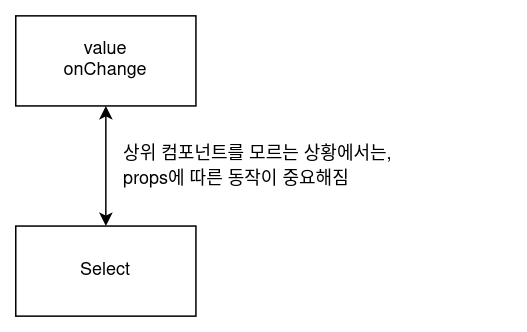 value
onChange
상위 컴포넌트를 모르는 상황에서는,
props에 따른 동작이 중요해짐
Select